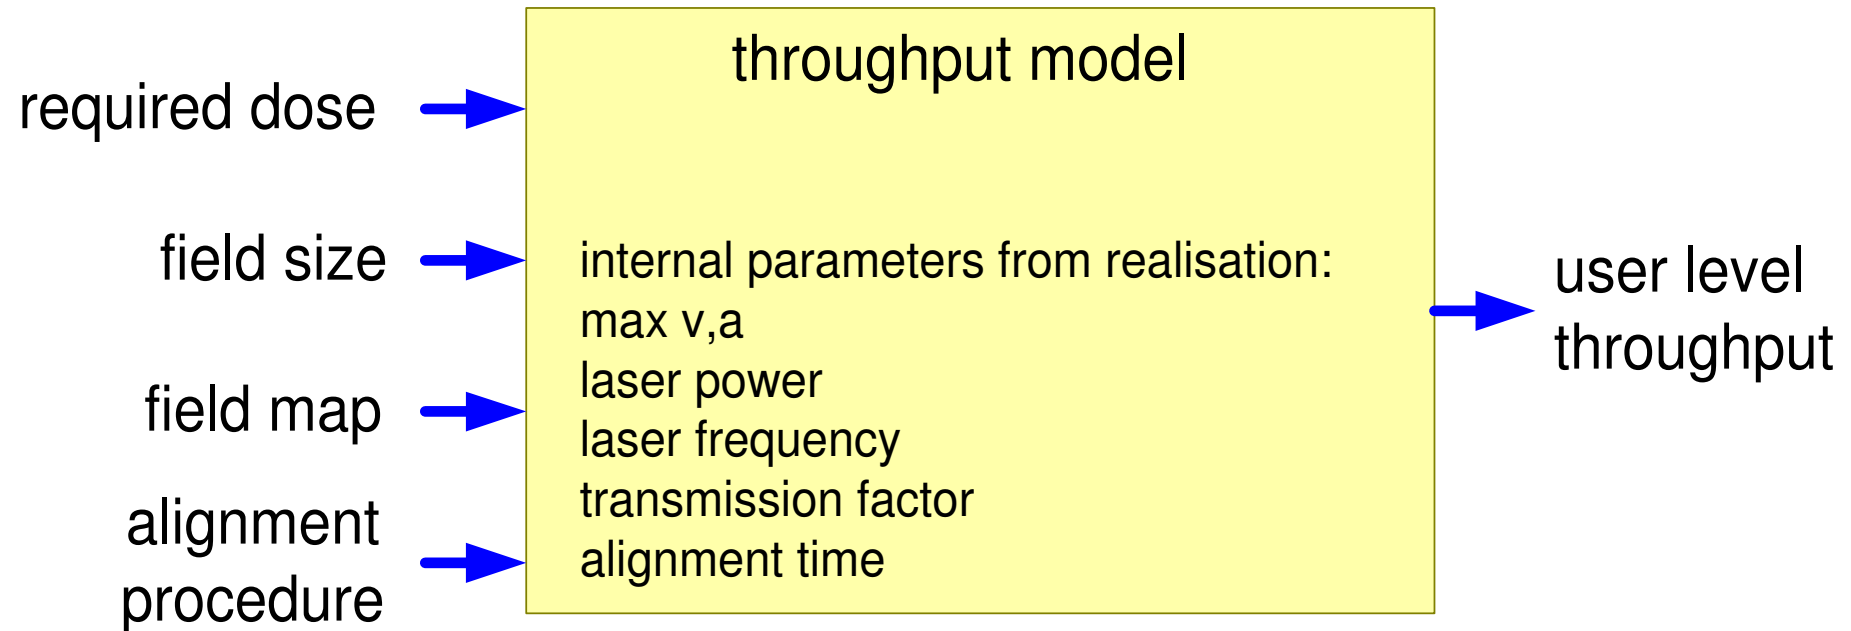 throughput model
required dose
field size
field map
alignment
procedure
internal parameters from realisation:
max v,a
laser power
laser frequency
transmission factor
alignment time
user level
throughput